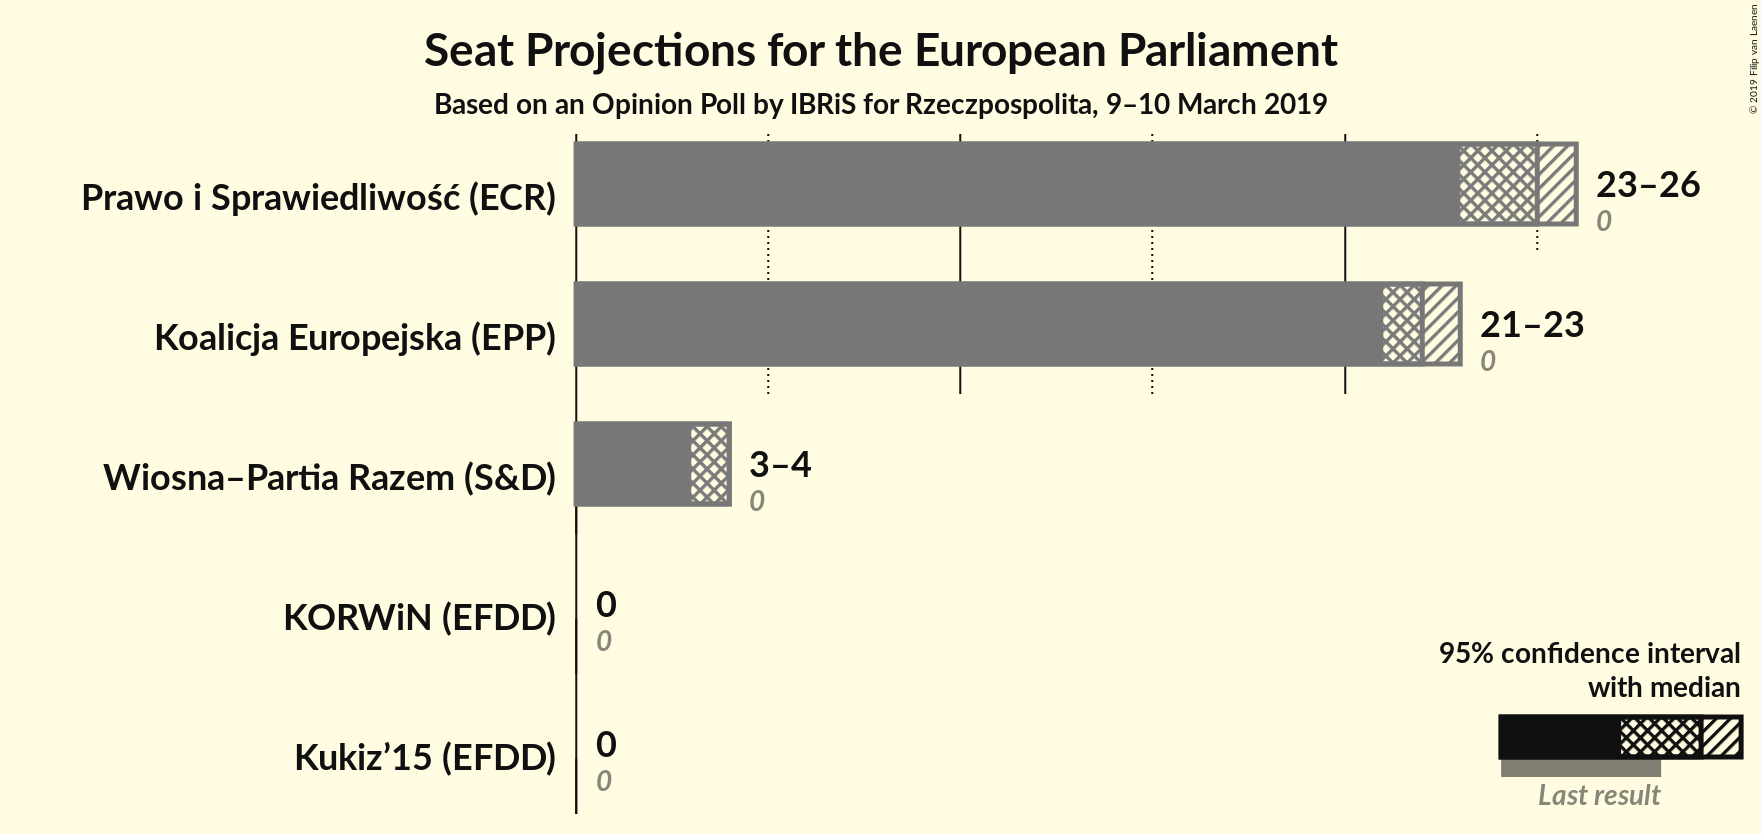 Seat Projections for the European Parliament
Based on an Opinion Poll by IBRiS for Rzeczpospolita, 9–10 March 2019
© 2019 Filip van Laenen
Prawo i Sprawiedliwość (ECR)
23–26
0
Koalicja Europejska (EPP)
21–23
0
Wiosna–Partia Razem (S&D)
3–4
0
KORWiN (EFDD)
0
0
Kukiz’15 (EFDD)
0
0
95% confidence interval
with median
Last result